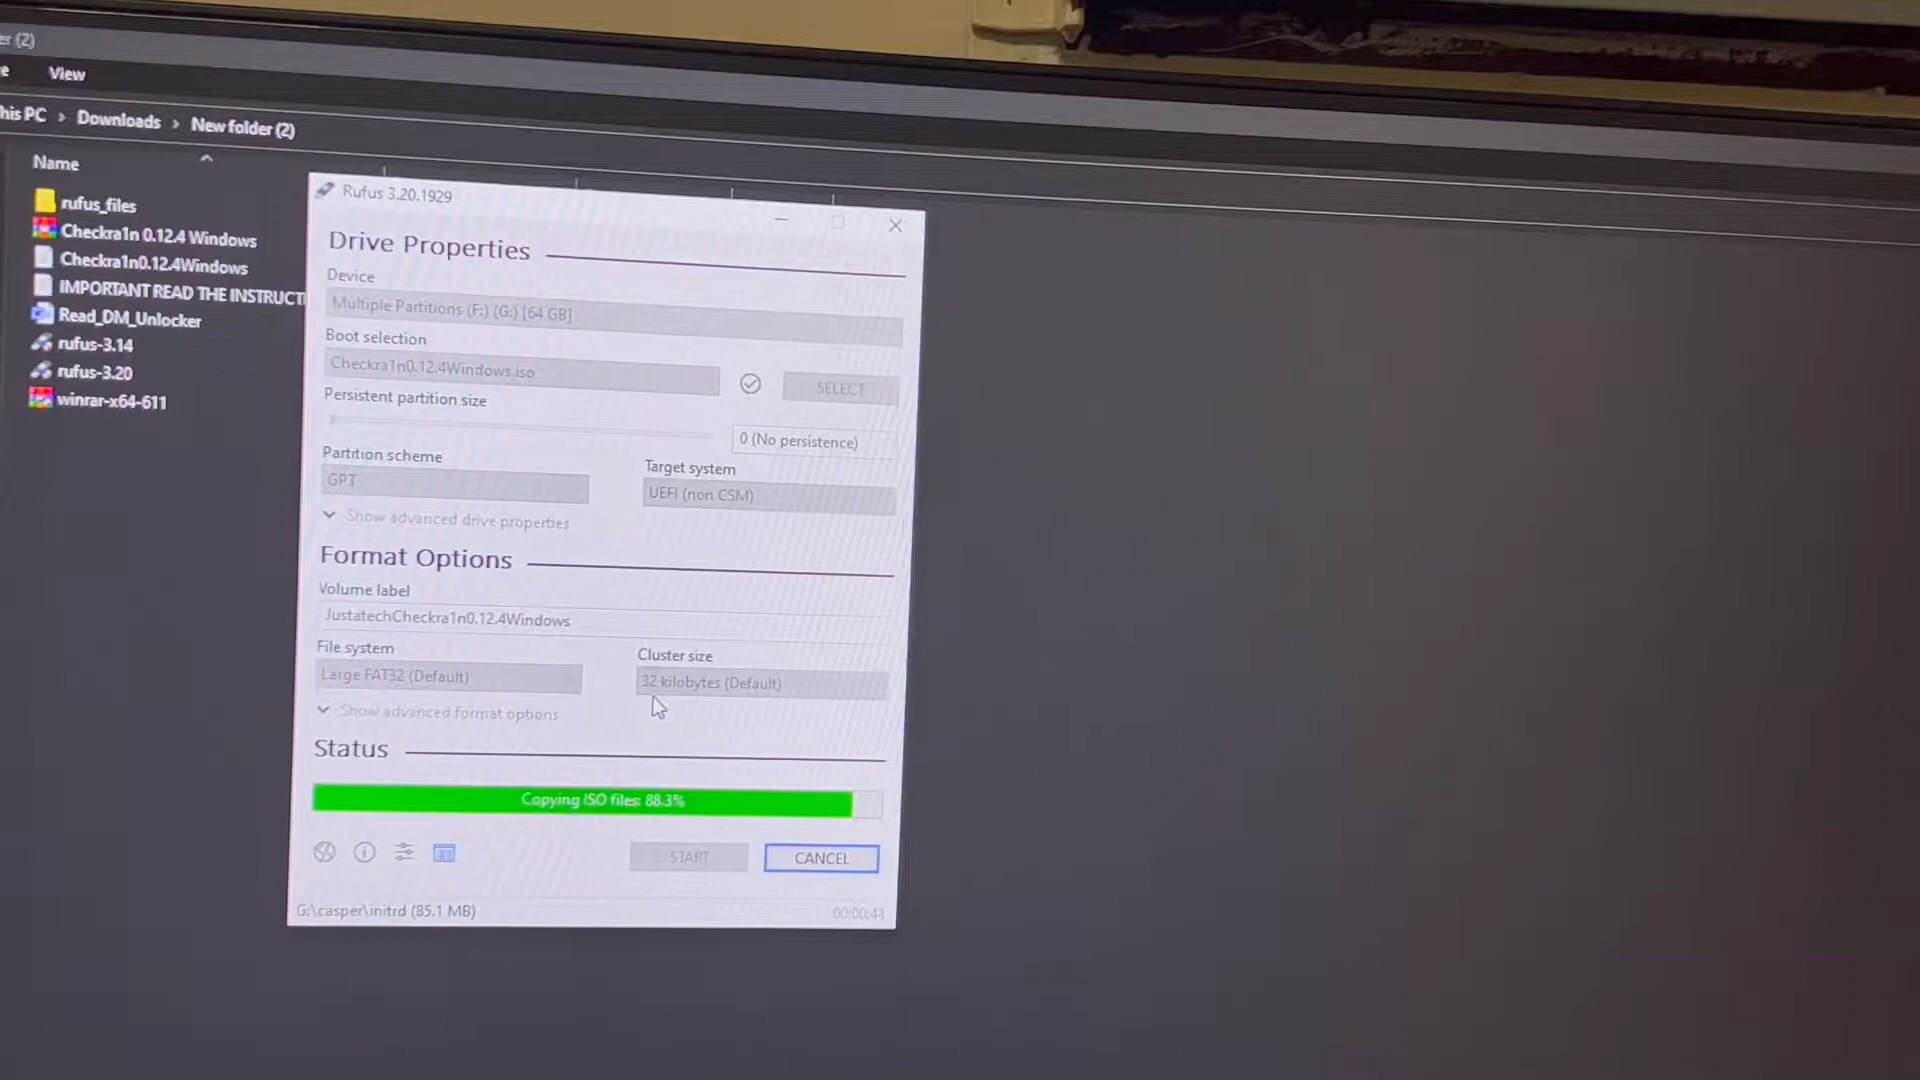 er (2)
e View
his PC > Downloads > New folder (2)
Name
rufus_files
Checkra1n 0.12.4 Windows
Checkra1n0.12.4Windows
IMPORTANT READ THE INSTRUCT
Read_DM_Unlocker
rufus-3.14
rufus-3.20
winrar-x64-611
Rufus 3.20.1929
Drive Properties
Device
Multiple Partitions (F:) (G:) [64 GB]
Boot selection
Checkra1n0.12.4Windows.iso
SELECT
Persistent partition size
0 (No persistence)
Partition scheme
Target system
GPT
UEFI (non CSM)
Show advanced drive properties
Format Options
Volume label
JustatechCheckra1n0.12.4Windows
File system
Cluster size
Large FAT32 (Default)
32 kilobytes (Default)
Show advanced format options
Status
Copying ISO files: 88.3%
START
CANCEL
G:\casper\initrd (85.1 MB)
00:00:44